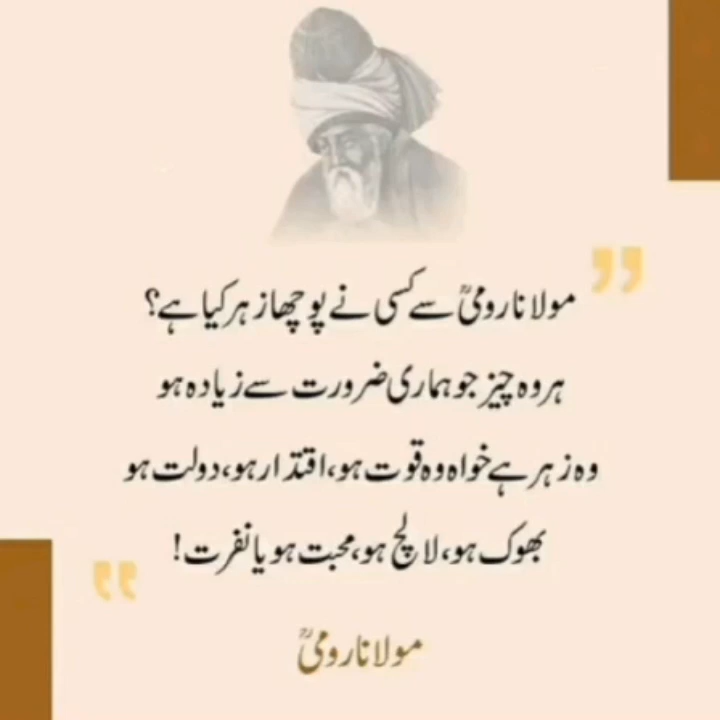 ”
مولانا رومیؒ سے کسی نے پوچھا زہر کیا ہے؟
ہر وہ چیز جو ہماری ضرورت سے زیادہ ہو
وہ زہر ہے خواہ وہ قوت ہو، اقتدار ہو، دولت ہو
بھوک ہو، لالچ ہو، محبت ہو یا نفرت!
“
مولانا رومیؒ